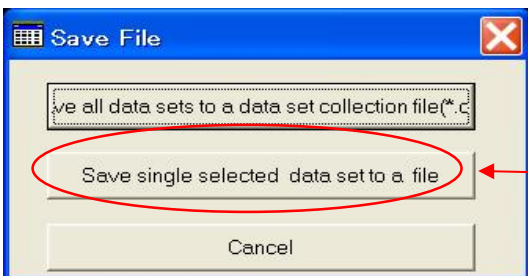 Save File
ve all data sets to a data set collection file(*.c
Save single selected data set to a file
Cancel